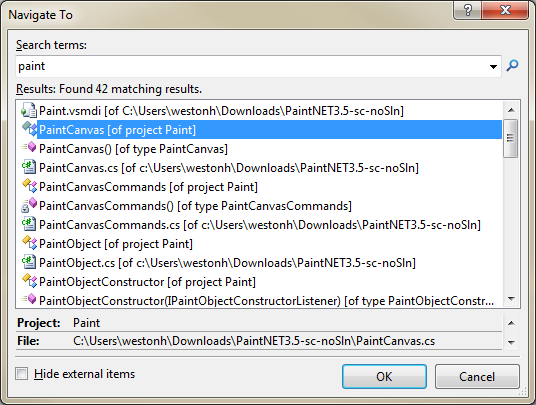 Navigate To
Search terms:
paint
Results: Found 42 matching results.
Paint.vsmdi [of C:\Users\westonh\Downloads\PaintNET3.5-sc-noSln]
PaintCanvas [of project Paint]
PaintCanvas() [of type PaintCanvas]
PaintCanvas.cs [of c:\Users\westonh\Downloads\PaintNET3.5-sc-noSln]
PaintCanvasCommands [of project Paint]
PaintCanvasCommands() [of type PaintCanvasCommands]
PaintCanvasCommands.cs [of c:\Users\westonh\Downloads\PaintNET3.5-sc-noSln]
PaintObject [of project Paint]
PaintObject.cs [of c:\Users\westonh\Downloads\PaintNET3.5-sc-noSln]
PaintObjectConstructor [of project Paint]
PaintObjectConstructor(IPaintObjectConstructorListener) [of type PaintObjectConstr...
Project: Paint
File: C:\Users\westonh\Downloads\PaintNET3.5-sc-noSln\PaintCanvas.cs
Hide external items
OK
Cancel